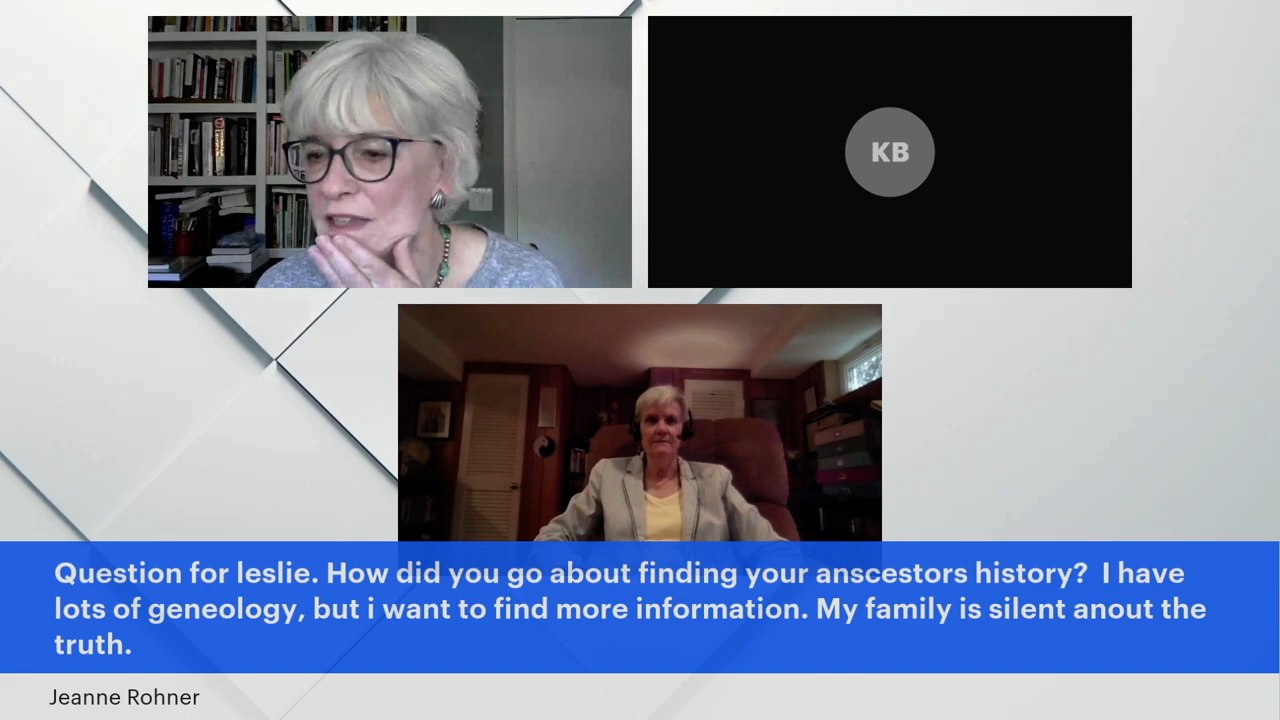 KB
Question for leslie. How did you go about finding your anscestors history?  I have
lots of geneology, but i want to find more information. My family is silent anout the
truth.
Jeanne Rohner